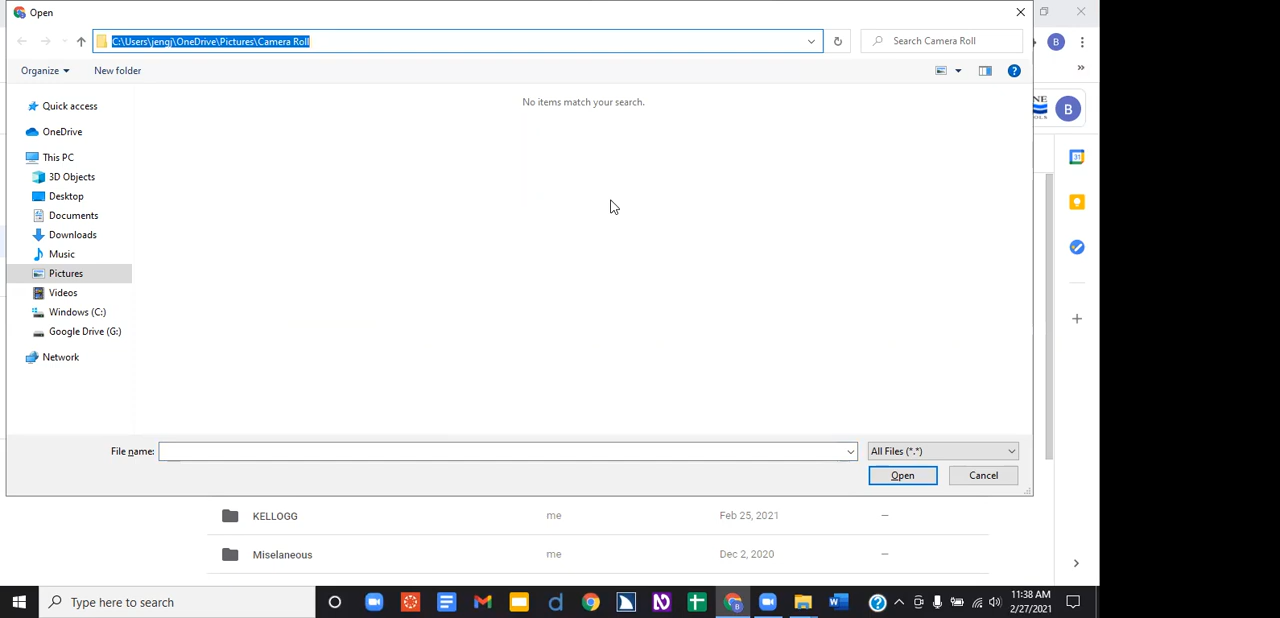 Open
C:\Users\jengj\OneDrive\Pictures\Camera Roll
Search Camera Roll
B
Organize
New folder
?
No items match your search.
NE
B
Quick access
OneDrive
This PC
3D Objects
Desktop
Documents
Downloads
Music
Pictures
Videos
Windows (C:)
Google Drive (G:)
Network
31
File name:
All Files (*.*)
Open
Cancel
KELLOGG me Feb 25, 2021 —
Miselaneous me Dec 2, 2020 —
Type here to search
11:38 AM
2/27/2021